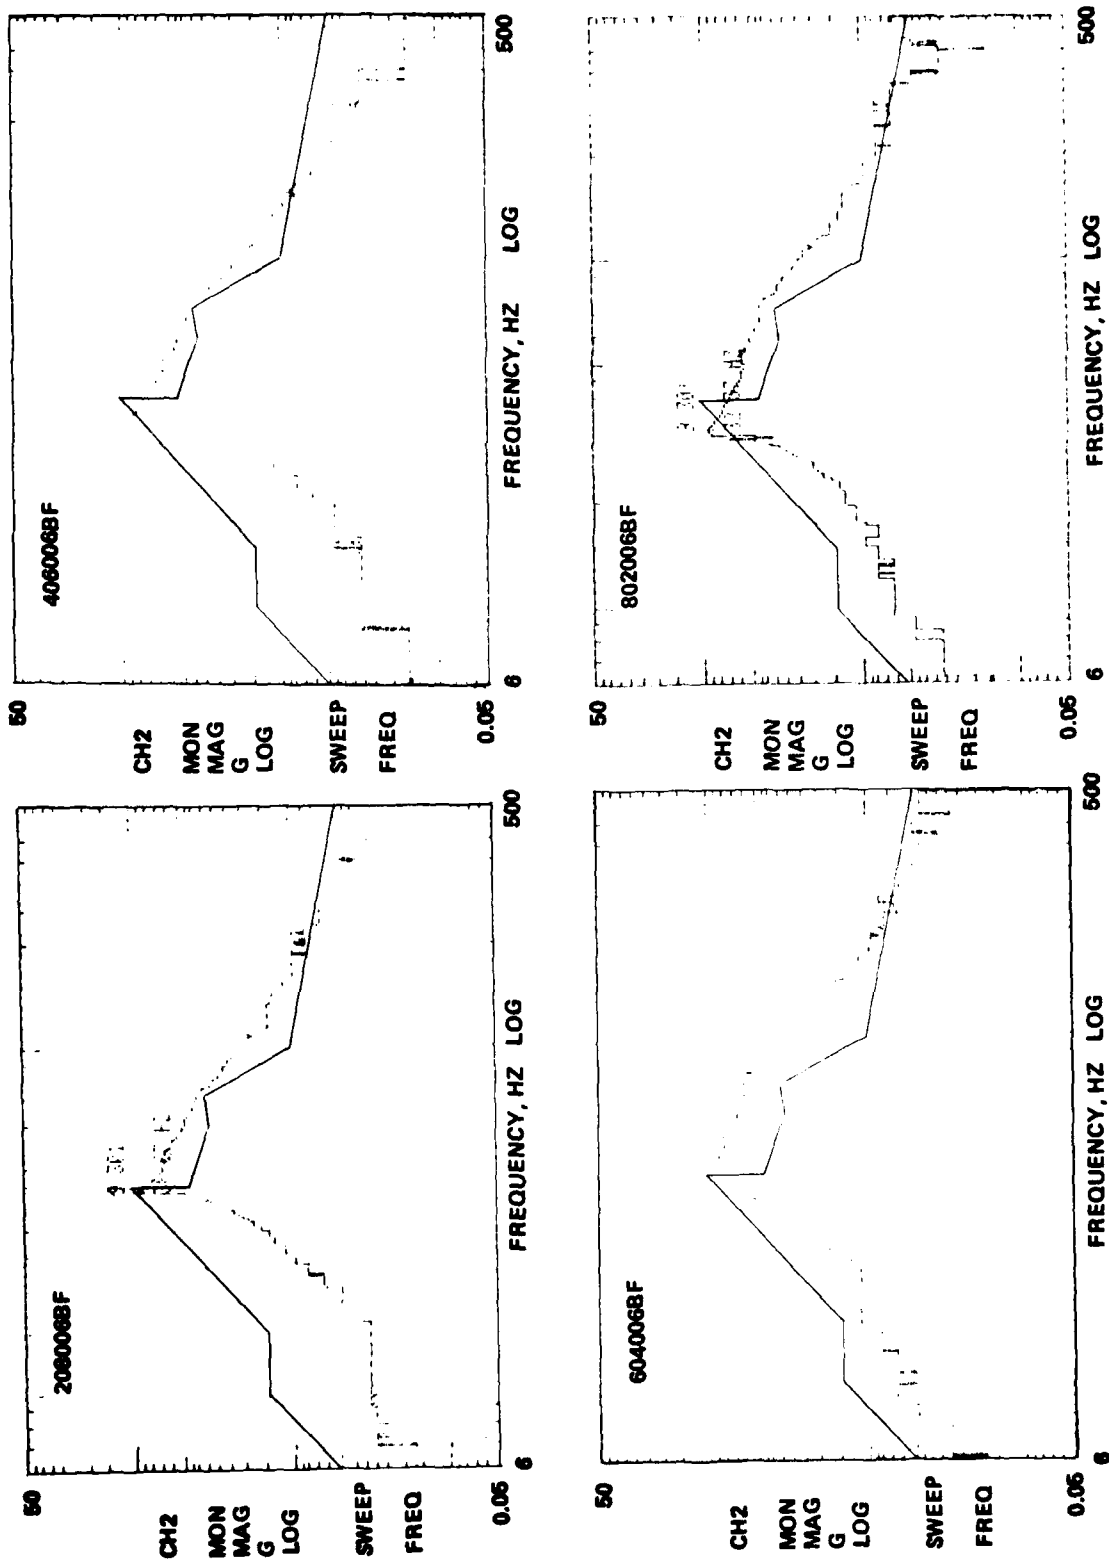 50
208006BF
CH2
MON
MAG
G
LOG
SWEEP
FREQ
0.05
6
500
FREQUENCY, HZ LOG
50
406006BF
CH2
MON
MAG
G
LOG
SWEEP
FREQ
0.05
6
500
FREQUENCY, HZ LOG
50
604006BF
CH2
MON
MAG
G
LOG
SWEEP
FREQ
0.05
6
500
FREQUENCY, HZ LOG
50
802006BF
CH2
MON
MAG
G
LOG
SWEEP
FREQ
0.05
6
500
FREQUENCY, HZ LOG